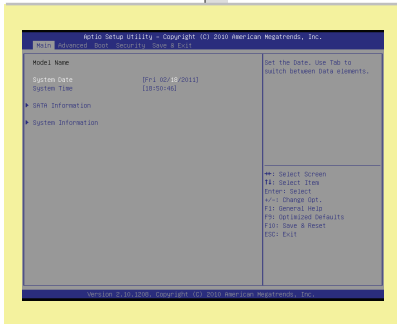 Aptio Setup Utility - Copyright (C) 2010 American Megatrends, Inc.
Main Advanced Boot Security Save & Exit
Model Name
System Date [Fri 02/18/2011]
System Time [18:50:46]
SATA Information
System Information
Set the Date. Use Tab to
switch between Data elements.
↔: Select Screen
↑↓: Select Item
Enter: Select
+/-: Change Opt.
F1: General Help
F9: Optimized Defaults
F10: Save & Reset
ESC: Exit
Version 2.10.1208. Copyright (C) 2010 American Megatrends, Inc.